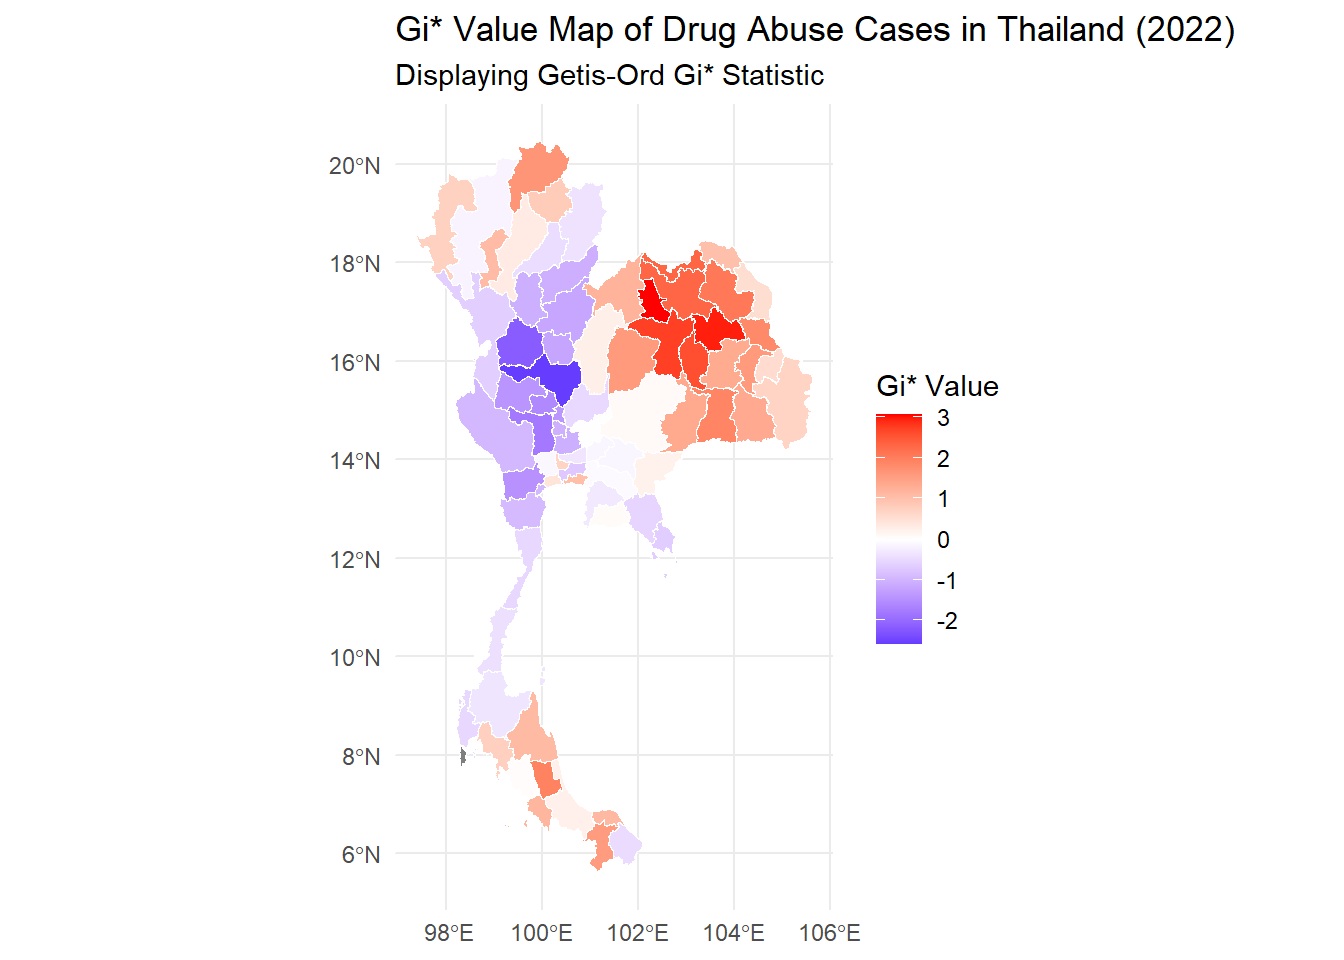 Gi* Value Map of Drug Abuse Cases in Thailand (2022)
Displaying Getis-Ord Gi* Statistic
20°N
18°N
16°N
14°N
12°N
10°N
8°N
6°N
98°E 100°E 102°E 104°E 106°E
Gi* Value
3
2
1
0
-1
-2